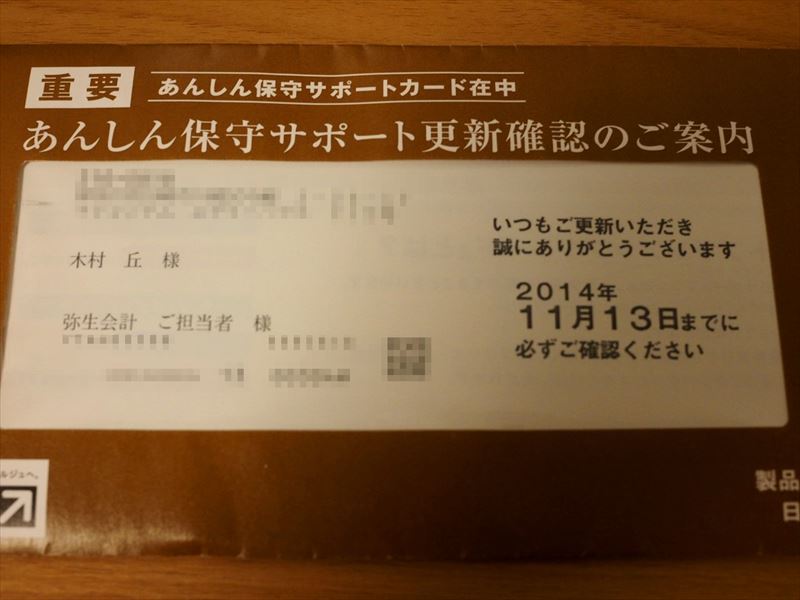 重要
あんしん保守サポートカード在中
あんしん保守サポート更新確認のご案内
木村 丘 様
弥生会計 ご担当者 様
いつもご更新いただき
誠にありがとうございます
2014年
11月13日までに
必ずご確認ください
ルジュへ。
製品
日